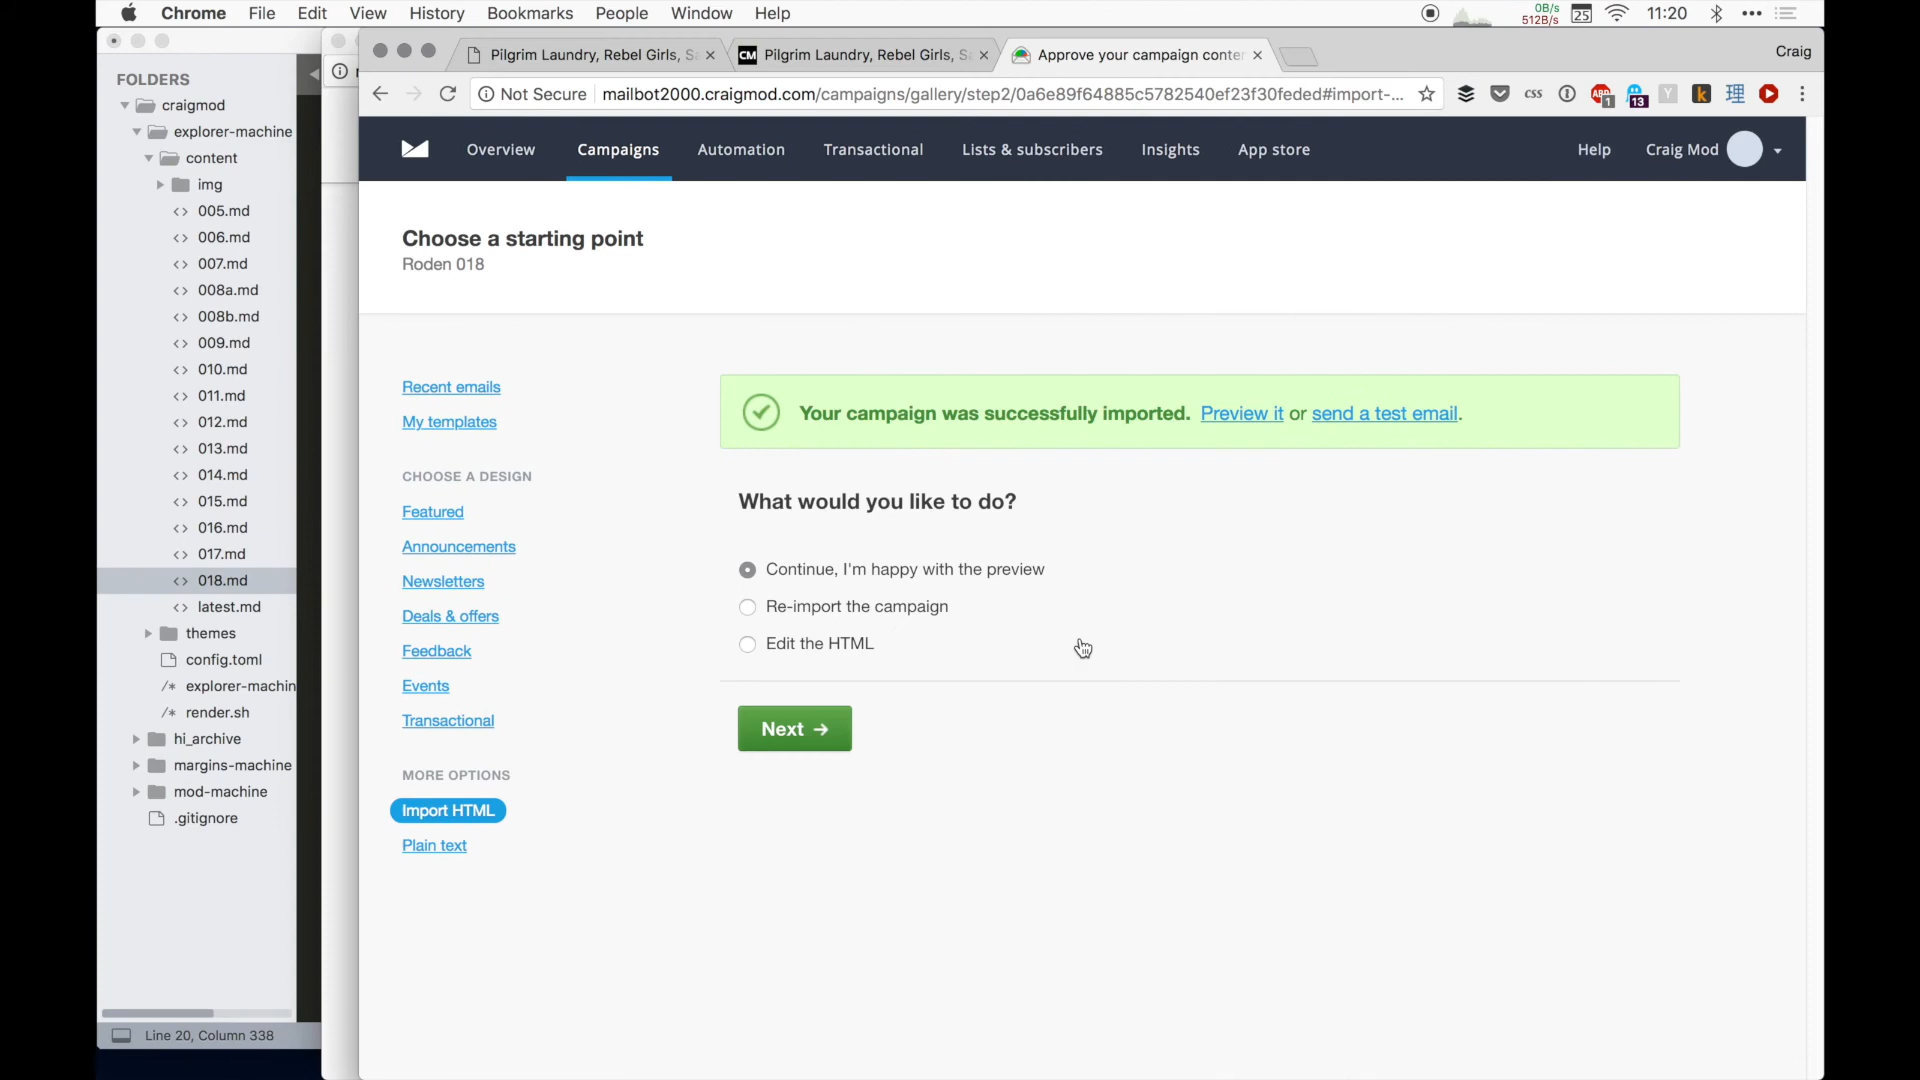 Chrome File Edit View History Bookmarks People Window Help
0B/s
512B/s
25
11:20
FOLDERS
craigmod
explorer-machine
content
img
005.md
006.md
007.md
008a.md
008b.md
009.md
010.md
011.md
012.md
013.md
014.md
015.md
016.md
017.md
018.md
latest.md
themes
config.toml
explorer-machin
render.sh
hi_archive
margins-machine
mod-machine
.gitignore
Line 20, Column 338
Pilgrim Laundry, Rebel Girls, S
CM Pilgrim Laundry, Rebel Girls, S
Approve your campaign conter
Craig
Not Secure mailbot2000.craigmod.com/campaigns/gallery/step2/0a6e89f64885c5782540ef23f30feded#import-...
css
ABP 1
13
Y
k
理
Overview Campaigns Automation Transactional Lists & subscribers Insights App store Help Craig Mod
Choose a starting point
Roden 018
Recent emails
My templates
CHOOSE A DESIGN
Featured
Announcements
Newsletters
Deals & offers
Feedback
Events
Transactional
MORE OPTIONS
Import HTML
Plain text
Your campaign was successfully imported. Preview it or send a test email.
What would you like to do?
Continue, I'm happy with the preview
Re-import the campaign
Edit the HTML
Next →